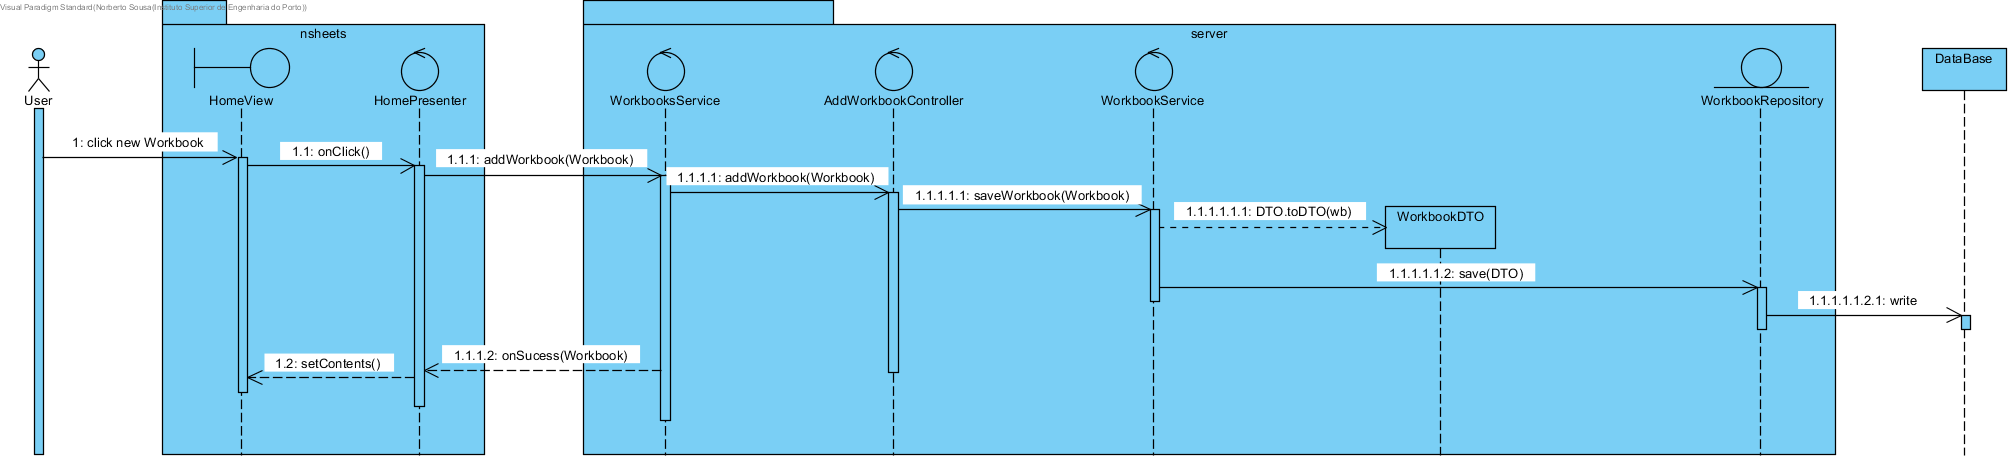 Visual Paradigm Standard(Norberto Sousa(Instituto Superior de Engenharia do Porto))
nsheets
server
User
HomeView
HomePresenter
WorkbooksService
AddWorkbookController
WorkbookService
WorkbookRepository
DataBase
1: click new Workbook
1.1: onClick()
1.1.1: addWorkbook(Workbook)
1.1.1.1: addWorkbook(Workbook)
1.1.1.1.1: saveWorkbook(Workbook)
1.1.1.1.1.1: DTO.toDTO(wb)
WorkbookDTO
1.1.1.1.1.2: save(DTO)
1.1.1.1.1.2.1: write
1.1.1.2: onSucess(Workbook)
1.2: setContents()